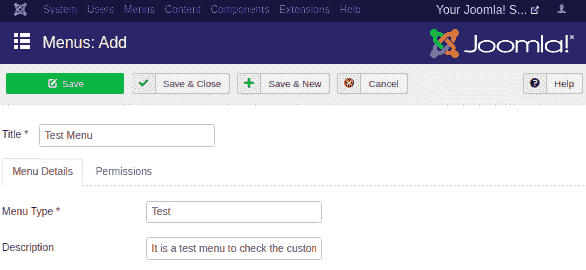 System Users Menus Content Components Extensions Help Your Joomla! S...
Menus: Add Joomla!
Save Save & Close Save & New Cancel Help
Title * Test Menu
Menu Details Permissions
Menu Type * Test
Description It is a test menu to check the custon